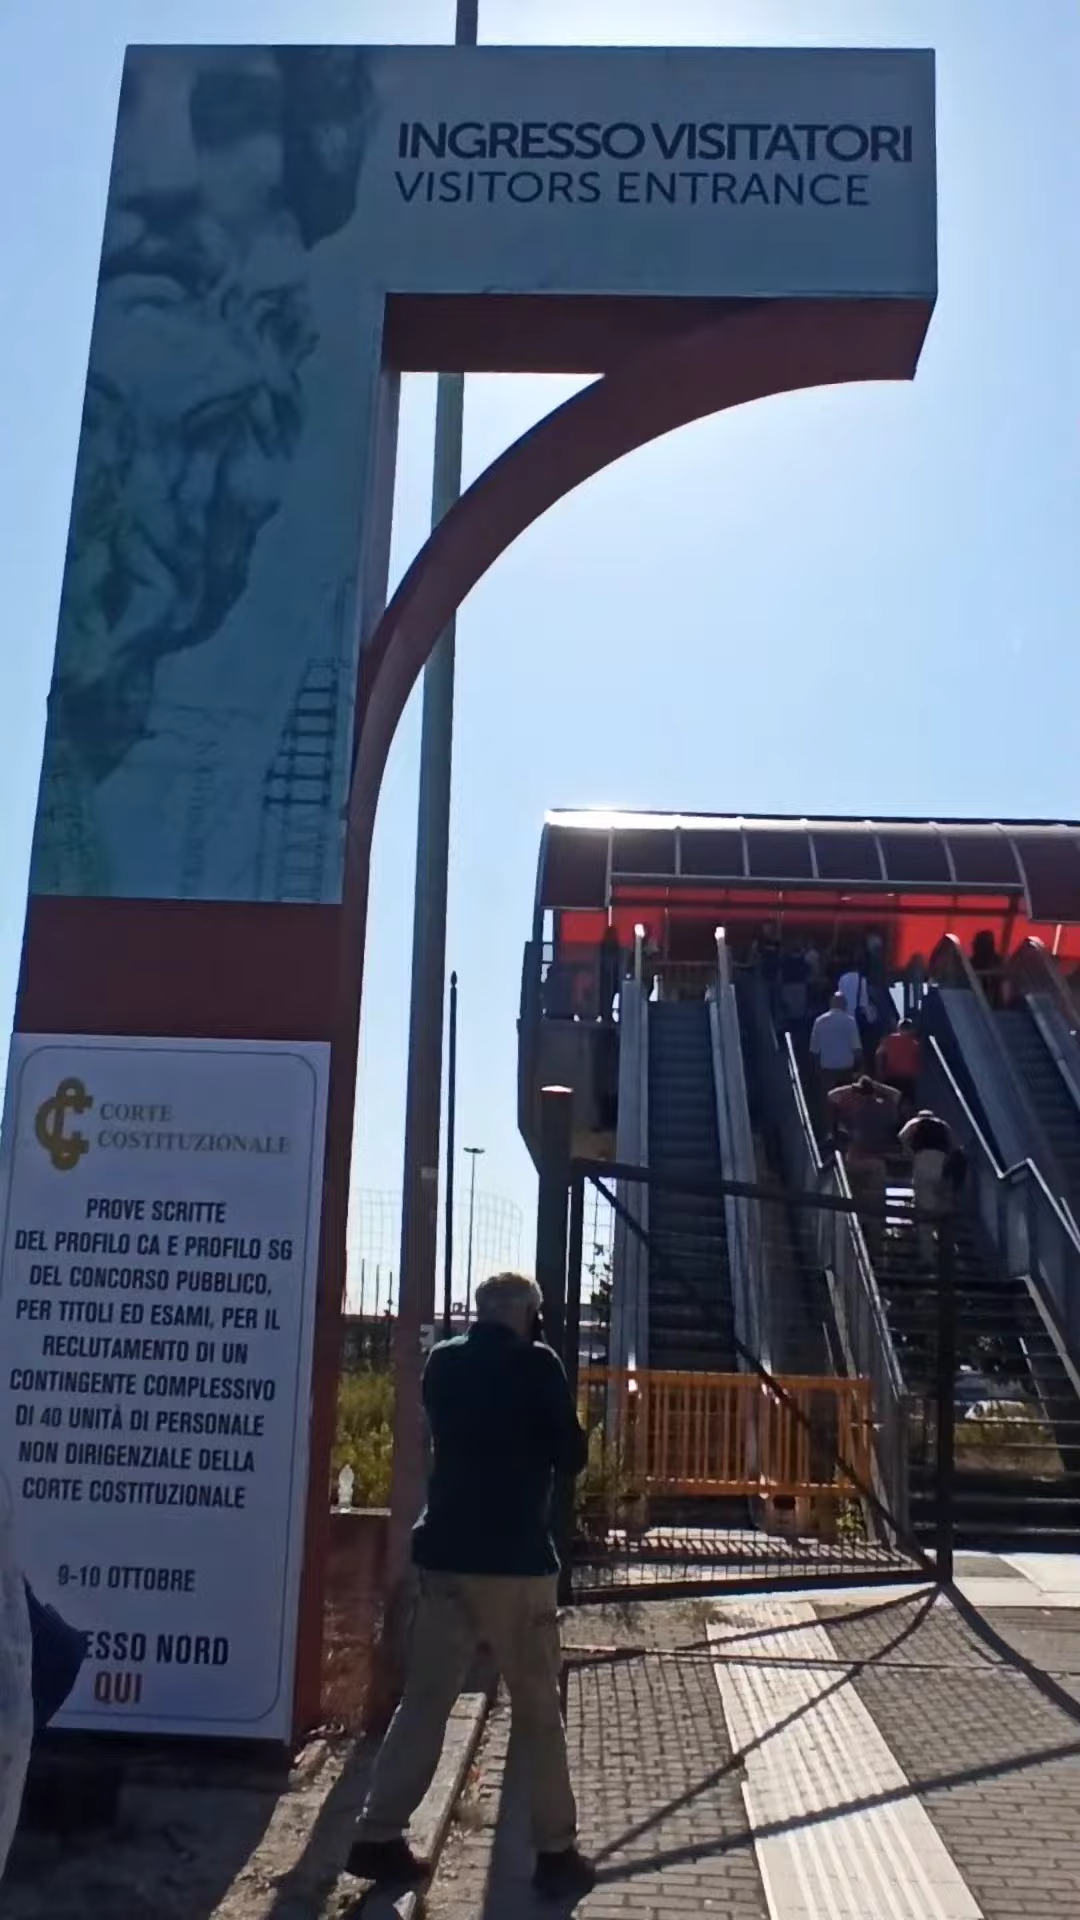 INGRESSO VISITATORI
VISITORS ENTRANCE
CORTE
COSTITUZIONALE
PROVE SCRITTE
DEL PROFILO CA E PROFILO SG
DEL CONCORSO PUBBLICO,
PER TITOLI ED ESAMI, PER IL
RECLUTAMENTO DI UN
CONTINGENTE COMPLESSIVO
DI 40 UNITÀ DI PERSONALE
NON DIRIGENZIALE DELLA
CORTE COSTITUZIONALE
9-10 OTTOBRE
NORD
QUI